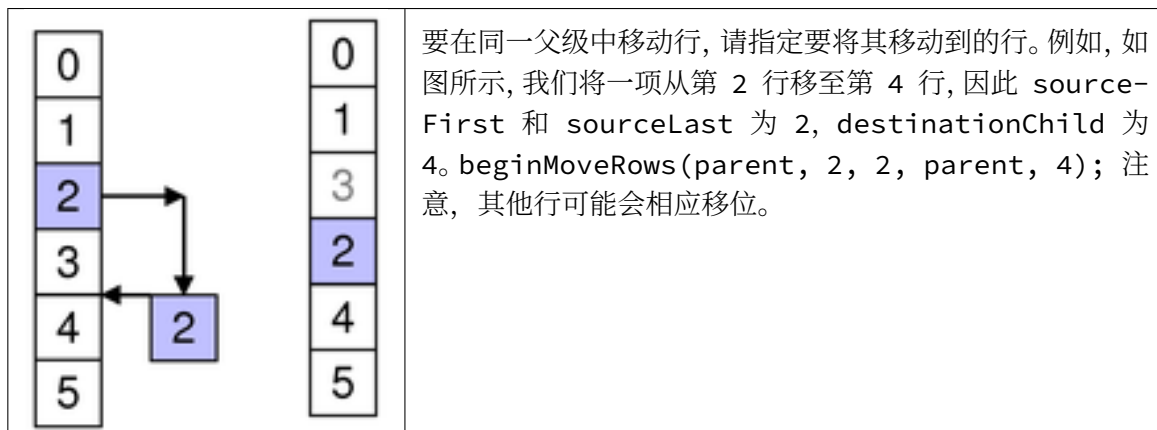 0
1
2
3
4
5
2
0
1
3
2
4
5
要在同一父级中移动行, 请指定要将其移动到的行。例如, 如
图所示, 我们将一项从第 2 行移至第 4 行, 因此 source-
First 和 sourceLast 为 2, destinationChild 为
4。beginMoveRows(parent, 2, 2, parent, 4); 注
意, 其他行可能会相应移位。